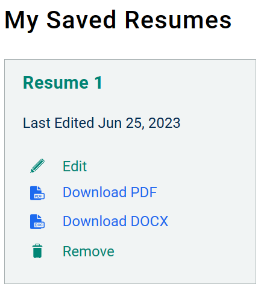 My Saved Resumes
Resume 1
Last Edited Jun 25, 2023
Edit
Download PDF
Download DOCX
Remove